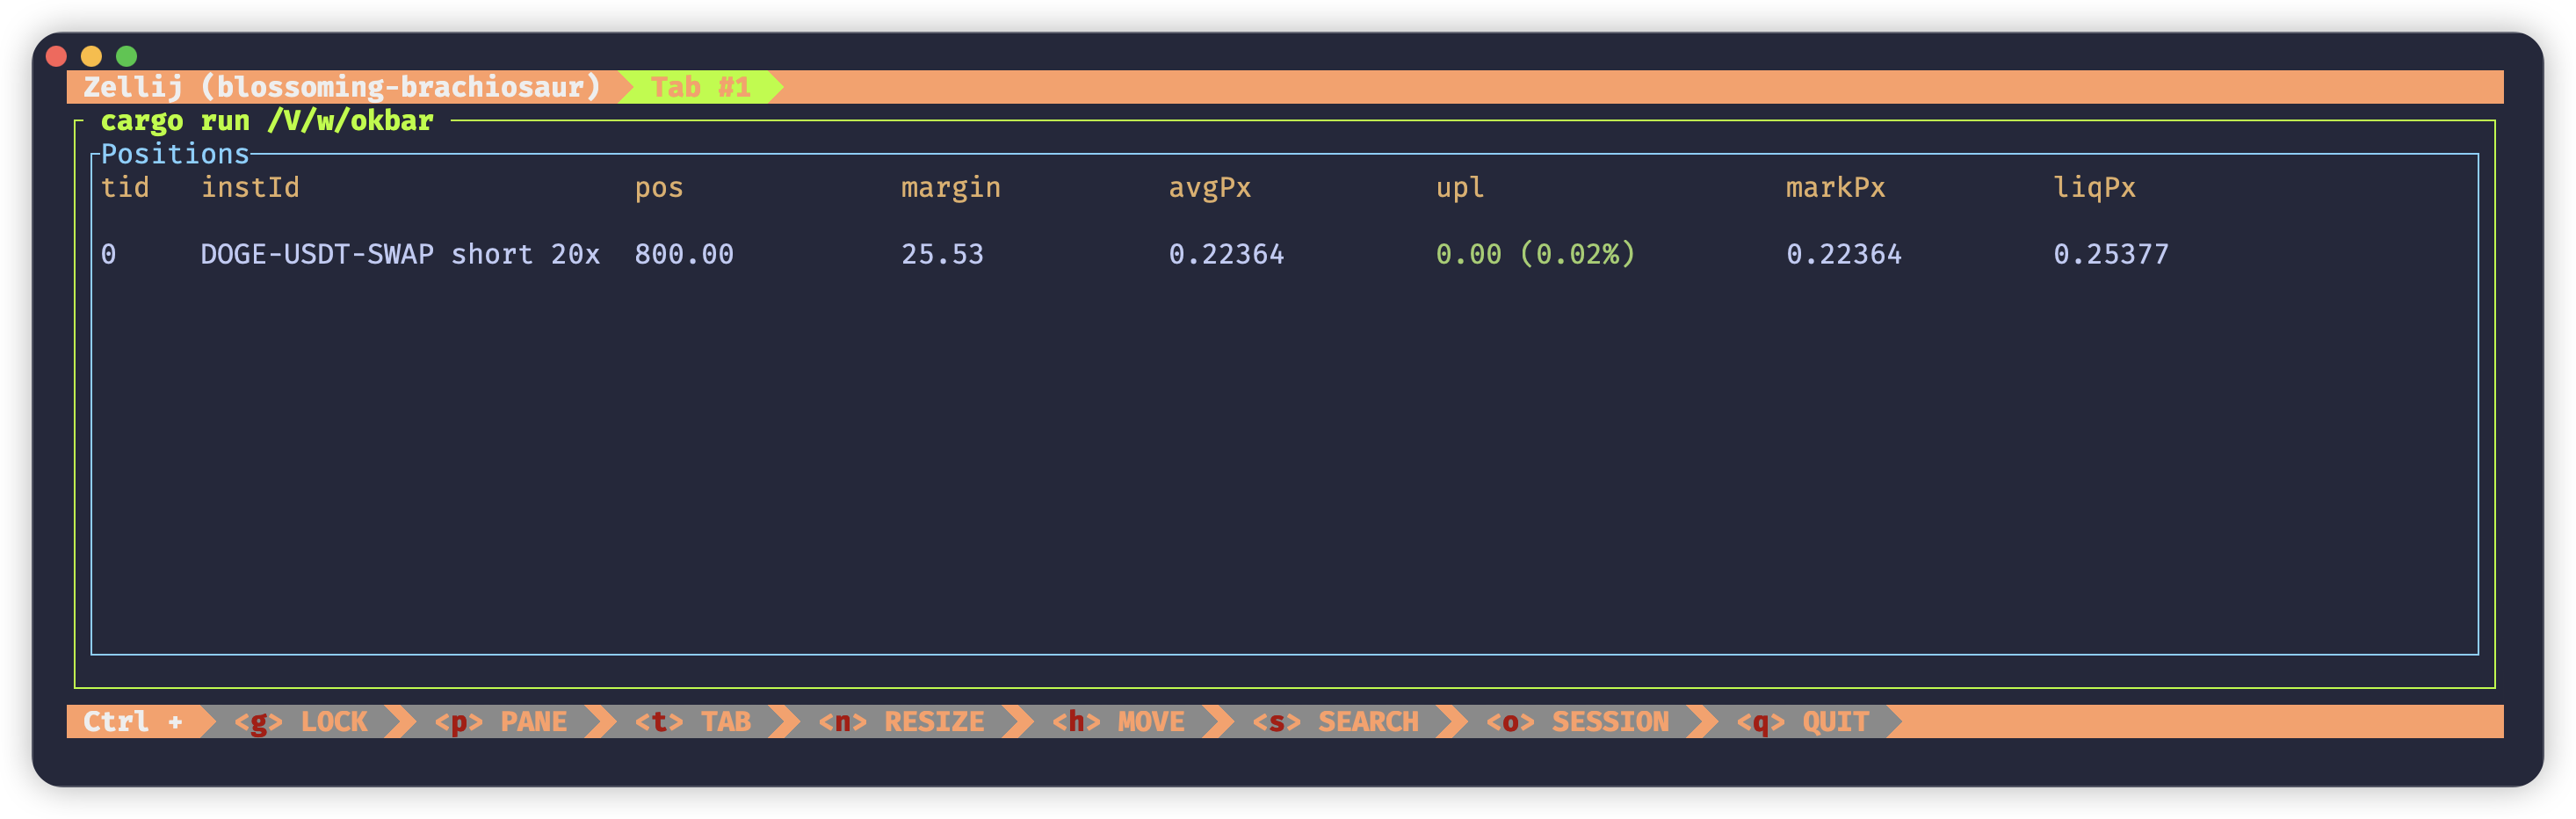 Zellij (blossoming-brachiosaur) Tab #1
cargo run /V/w/okbar
Positions
tid instId pos margin avgPx upl markPx liqPx
0 DOGE-USDT-SWAP short 20x 800.00 25.53 0.22364 0.00 (0.02%) 0.22364 0.25377
Ctrl + <g> LOCK <p> PANE <t> TAB <n> RESIZE <h> MOVE <s> SEARCH <o> SESSION <q> QUIT